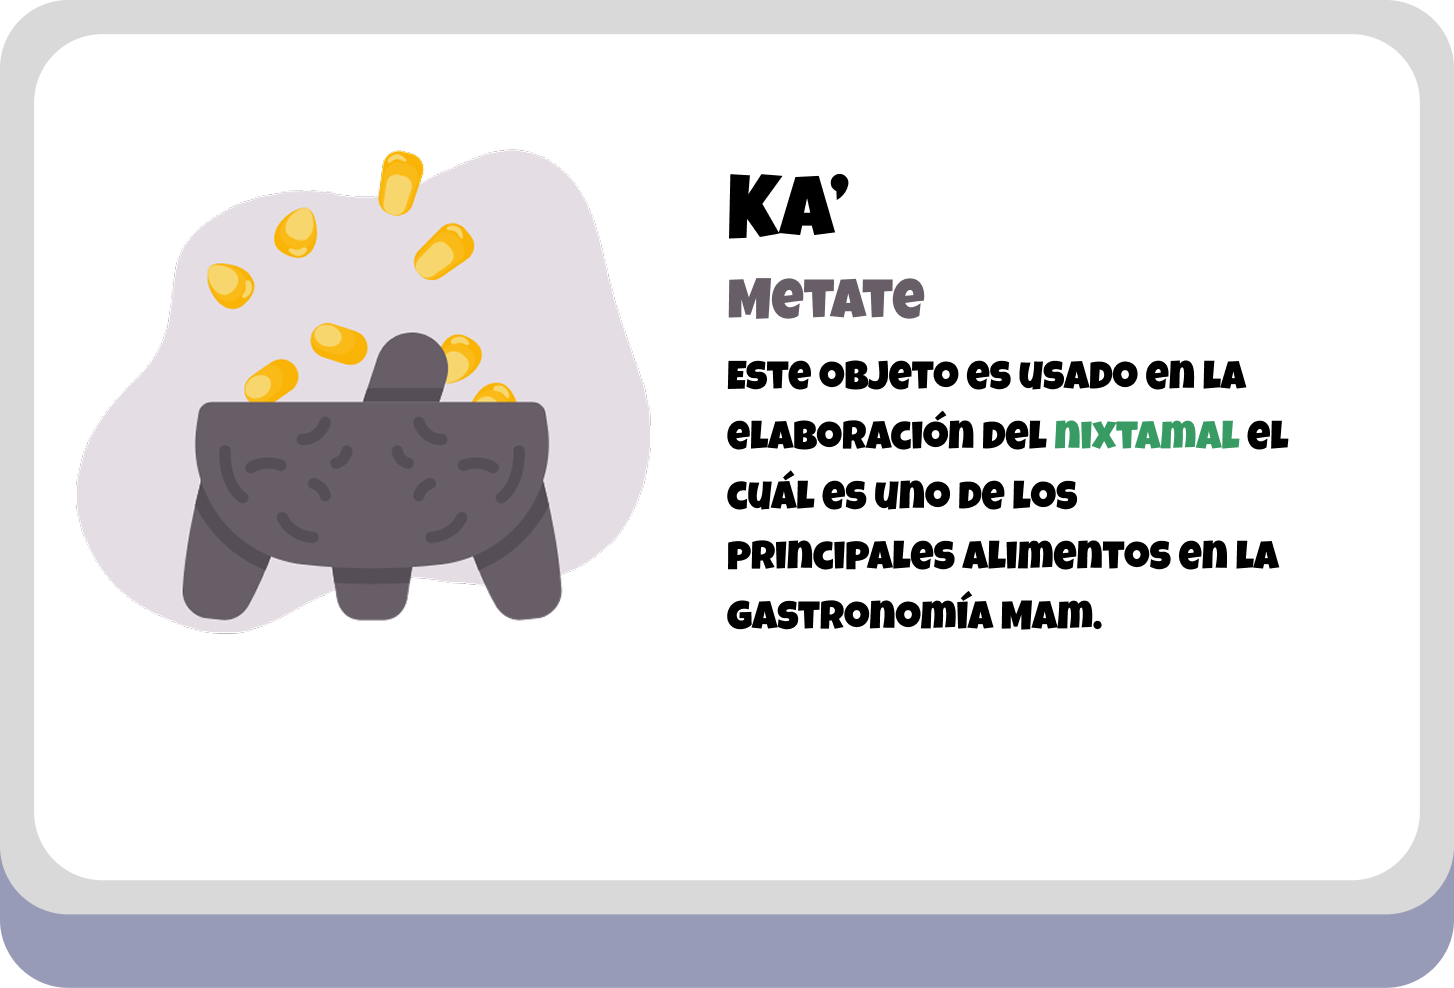 Ka’
Metate
Este objeto es usado en la
elaboración del nixtamal el
cuál es uno de los
principales alimentos en la
gastronomía Mam.